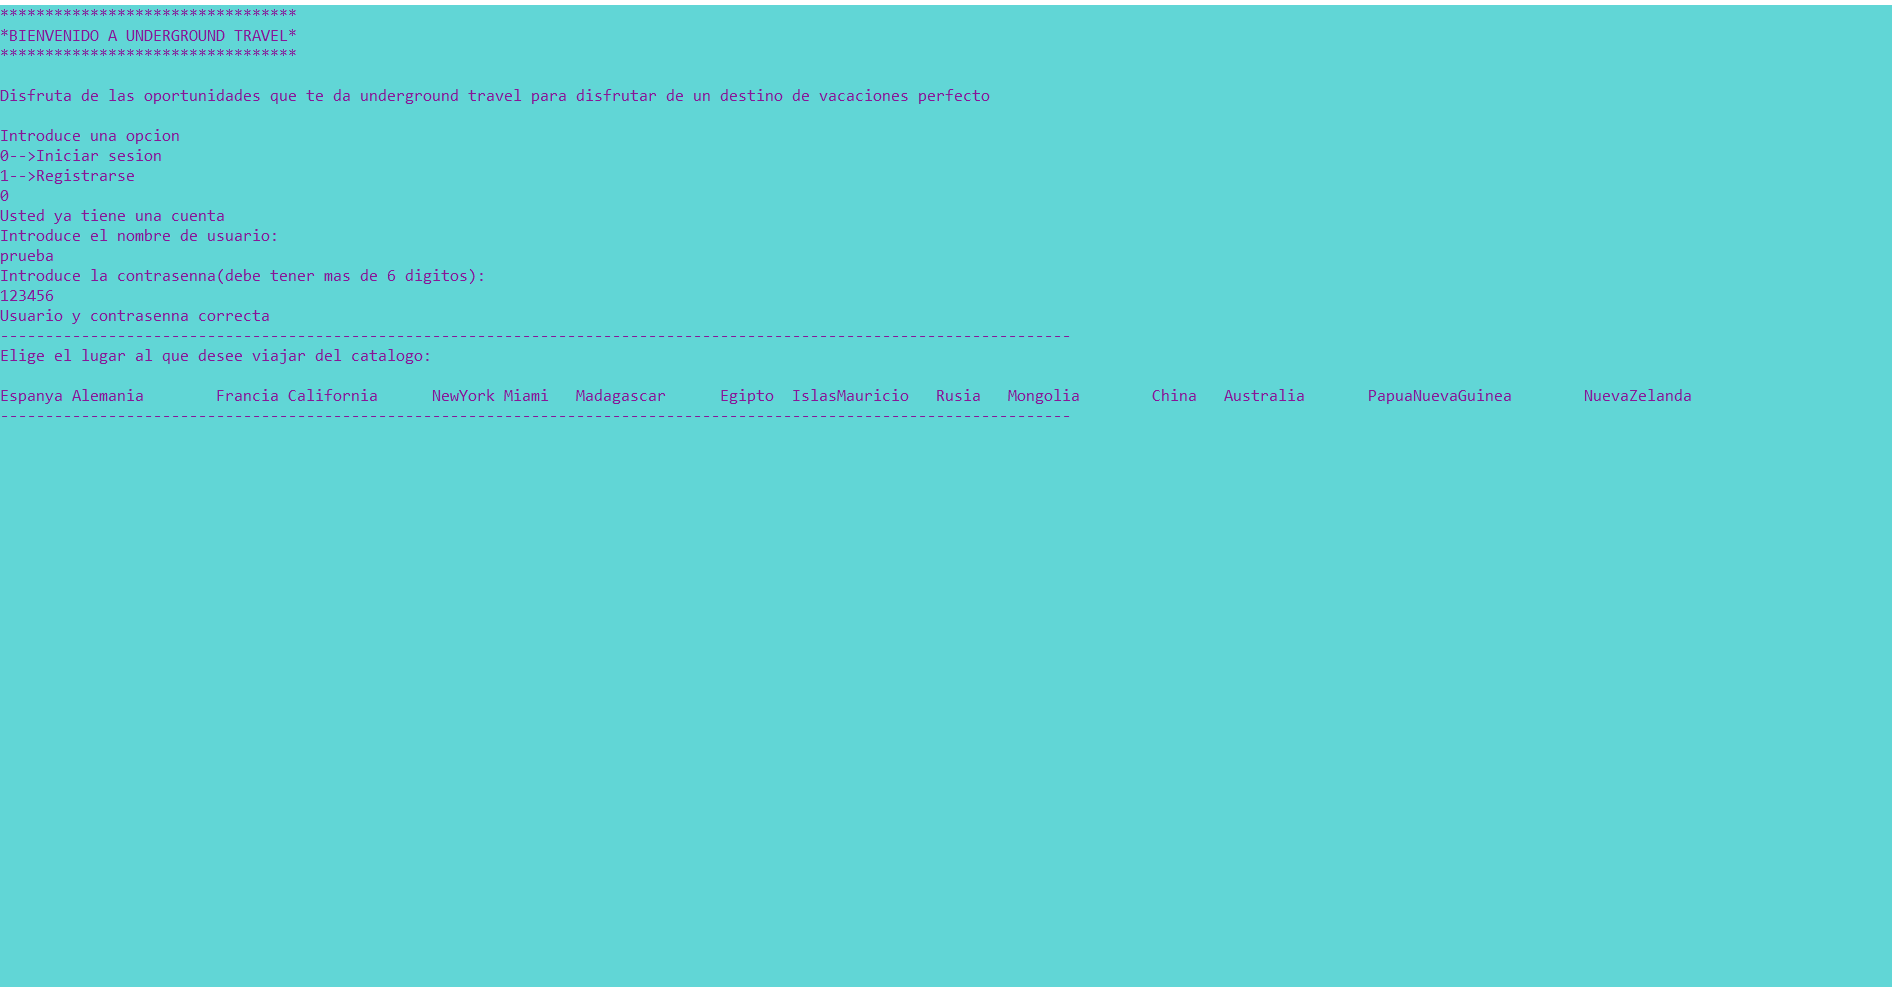 *********************************
*BIENVENIDO A UNDERGROUND TRAVEL*
*********************************
Disfruta de las oportunidades que te da underground travel para disfrutar de un destino de vacaciones perfecto
Introduce una opcion
0-->Iniciar sesion
1-->Registrarse
0
Usted ya tiene una cuenta
Introduce el nombre de usuario:
prueba
Introduce la contrasenna(debe tener mas de 6 digitos):
123456
Usuario y contrasenna correcta
-----------------------------------------------------------------------------------------------------------------------
Elige el lugar al que desee viajar del catalogo:
Espanya Alemania        Francia California      NewYork Miami   Madagascar      Egipto  IslasMauricio   Rusia   Mongolia        China   Australia       PapuaNuevaGuinea        NuevaZelanda
-----------------------------------------------------------------------------------------------------------------------